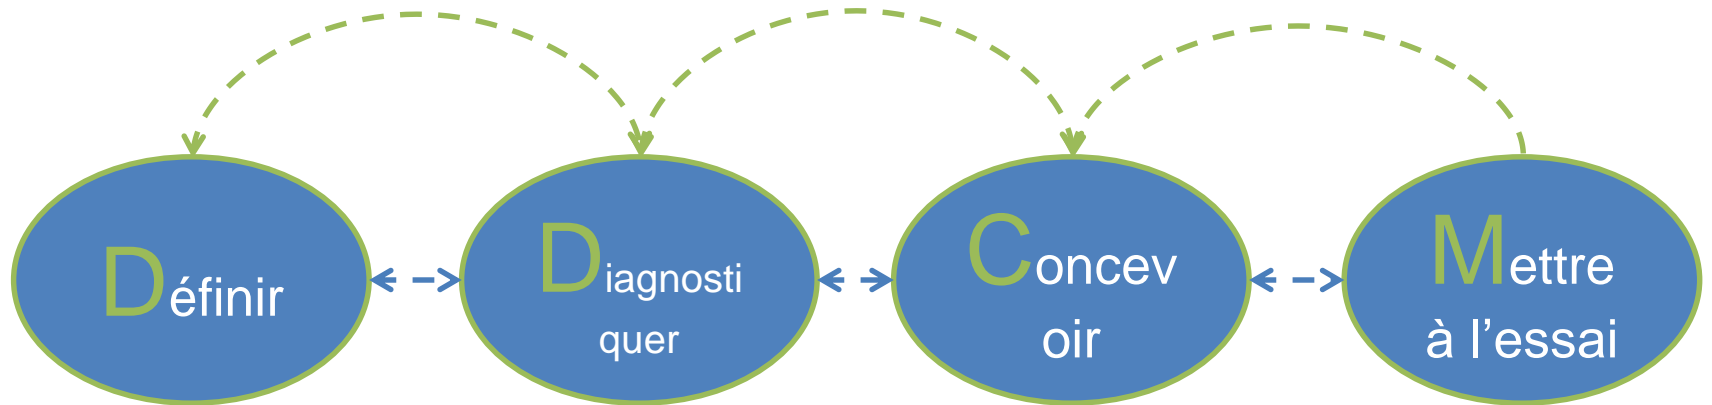 Définir
Diagnosti
quer
Concev
oir
Mettre
à l’essai